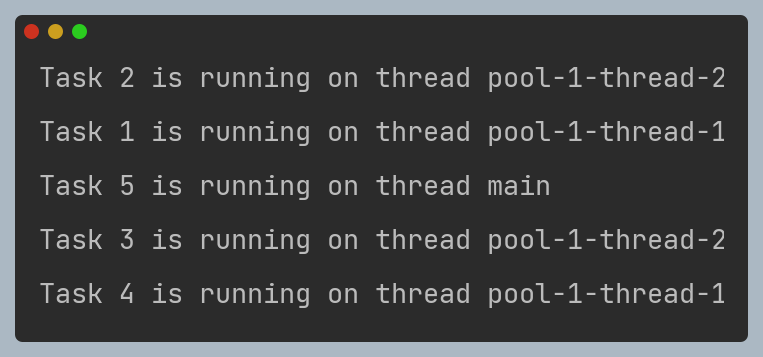 Task 2 is running on thread pool-1-thread-2
Task 1 is running on thread pool-1-thread-1
Task 5 is running on thread main
Task 3 is running on thread pool-1-thread-2
Task 4 is running on thread pool-1-thread-1